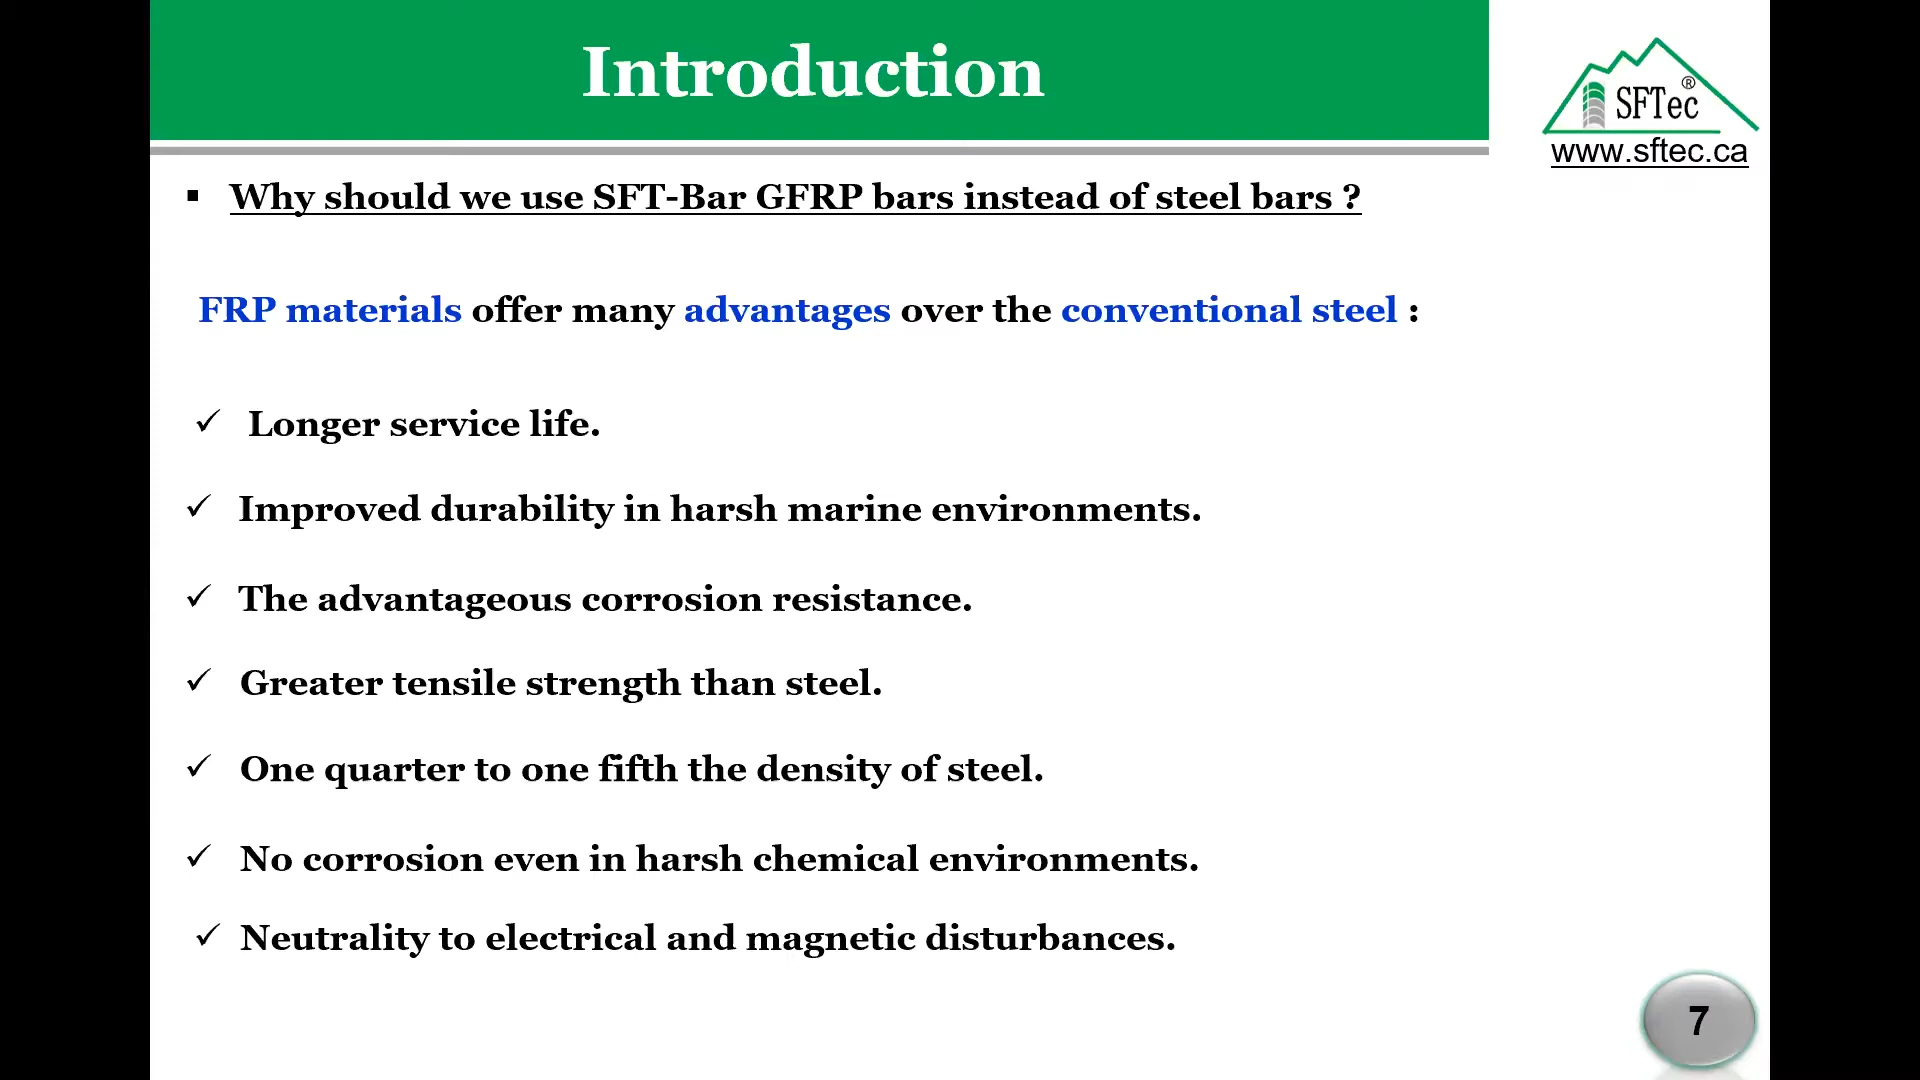 Introduction
SFTec®
www.sftec.ca
▪ Why should we use SFT-Bar GFRP bars instead of steel bars ?
FRP materials offer many advantages over the conventional steel :
✓ Longer service life.
✓ Improved durability in harsh marine environments.
✓ The advantageous corrosion resistance.
✓ Greater tensile strength than steel.
✓ One quarter to one fifth the density of steel.
✓ No corrosion even in harsh chemical environments.
✓ Neutrality to electrical and magnetic disturbances.
7